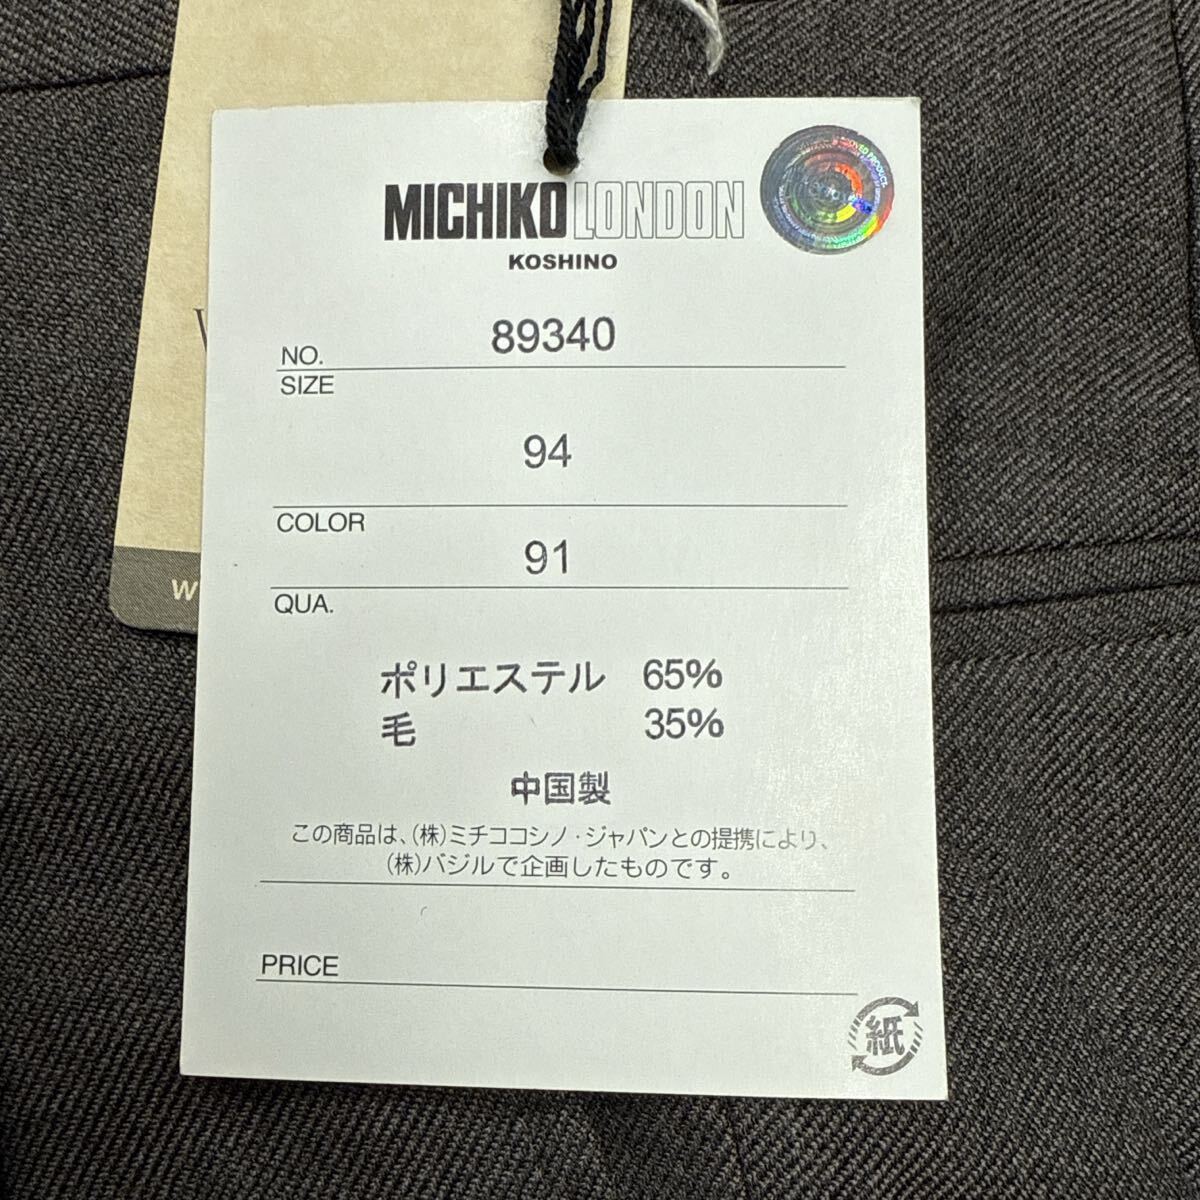 MICHIKO LONDON
KOSHINO
NO. 89340
SIZE
94
COLOR
91
QUA.
ポリエステル 65%
毛 35%
中国製
この商品は、(株)ミチココシノ・ジャパンとの提携により、
(株)バジルで企画したものです。
PRICE
紙
W